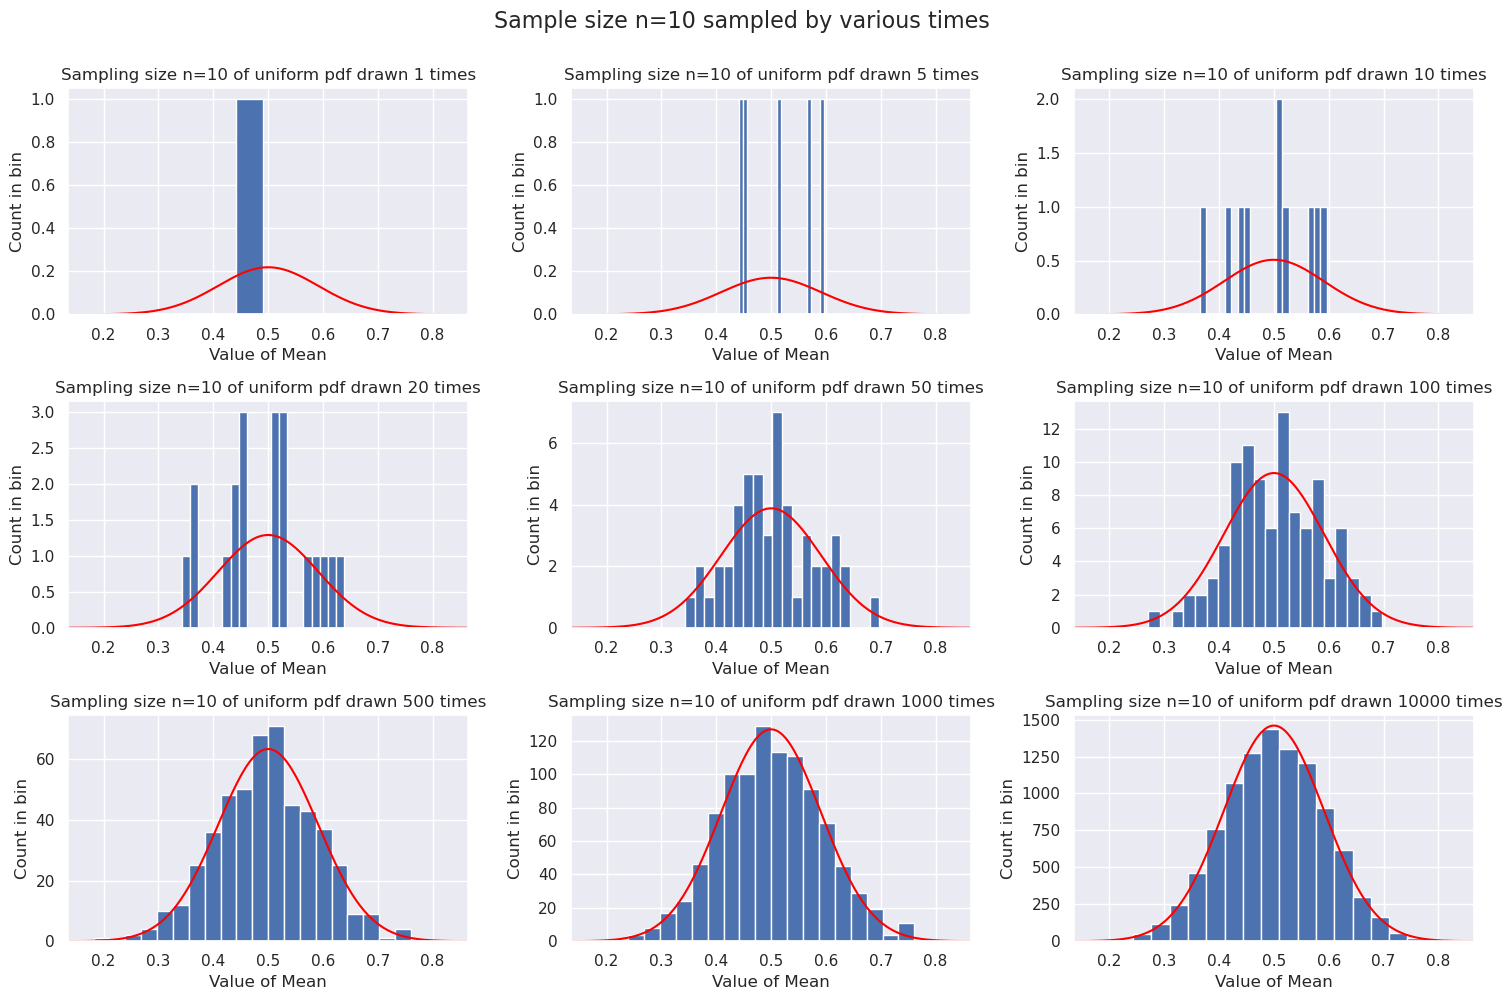 Sample size n=10 sampled by various times
Sampling size n=10 of uniform pdf drawn 1 times
Count in bin
1.0
0.8
0.6
0.4
0.2
0.0
0.2 0.3 0.4 0.5 0.6 0.7 0.8
Value of Mean
Sampling size n=10 of uniform pdf drawn 5 times
Count in bin
1.0
0.8
0.6
0.4
0.2
0.0
0.2 0.3 0.4 0.5 0.6 0.7 0.8
Value of Mean
Sampling size n=10 of uniform pdf drawn 10 times
Count in bin
2.0
1.5
1.0
0.5
0.0
0.2 0.3 0.4 0.5 0.6 0.7 0.8
Value of Mean
Sampling size n=10 of uniform pdf drawn 20 times
Count in bin
3.0
2.5
2.0
1.5
1.0
0.5
0.0
0.2 0.3 0.4 0.5 0.6 0.7 0.8
Value of Mean
Sampling size n=10 of uniform pdf drawn 50 times
Count in bin
6
4
2
0
0.2 0.3 0.4 0.5 0.6 0.7 0.8
Value of Mean
Sampling size n=10 of uniform pdf drawn 100 times
Count in bin
12
10
8
6
4
2
0
0.2 0.3 0.4 0.5 0.6 0.7 0.8
Value of Mean
Sampling size n=10 of uniform pdf drawn 500 times
Count in bin
60
40
20
0
0.2 0.3 0.4 0.5 0.6 0.7 0.8
Value of Mean
Sampling size n=10 of uniform pdf drawn 1000 times
Count in bin
120
100
80
60
40
20
0
0.2 0.3 0.4 0.5 0.6 0.7 0.8
Value of Mean
Sampling size n=10 of uniform pdf drawn 10000 times
Count in bin
1500
1250
1000
750
500
250
0
0.2 0.3 0.4 0.5 0.6 0.7 0.8
Value of Mean